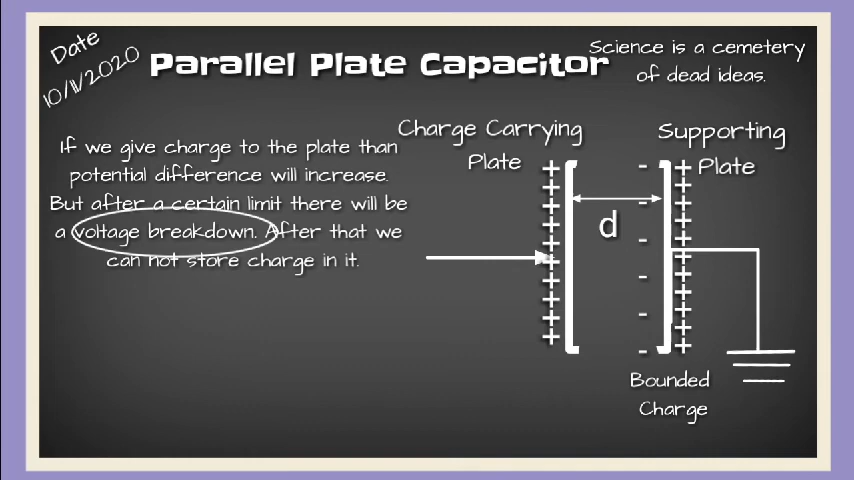 Date
10/11/2020
Parallel Plate Capacitor
Science is a cemetery
of dead ideas.
If we give charge to the plate than
potential difference will increase.
But after a certain limit there will be
a voltage breakdown. After that we
can not store charge in it.
Charge Carrying
Plate
Supporting
Plate
d
Bounded
Charge